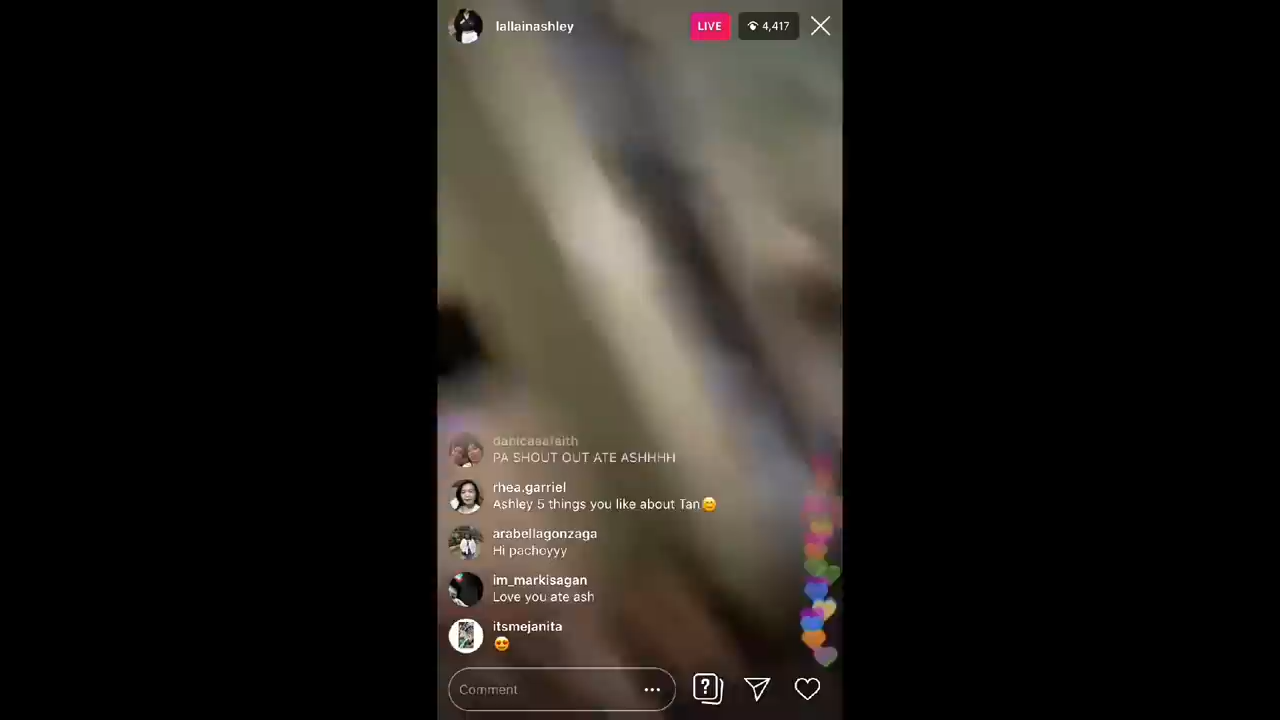 lallainashley
LIVE
4,417
danicaaafaith
PA SHOUT OUT ATE ASHHHH
rhea.garriel
Ashley 5 things you like about Tan😊
arabellagonzaga
Hi pachoyyy
im_markisagan
Love you ate ash
itsmejanita
😍
Comment